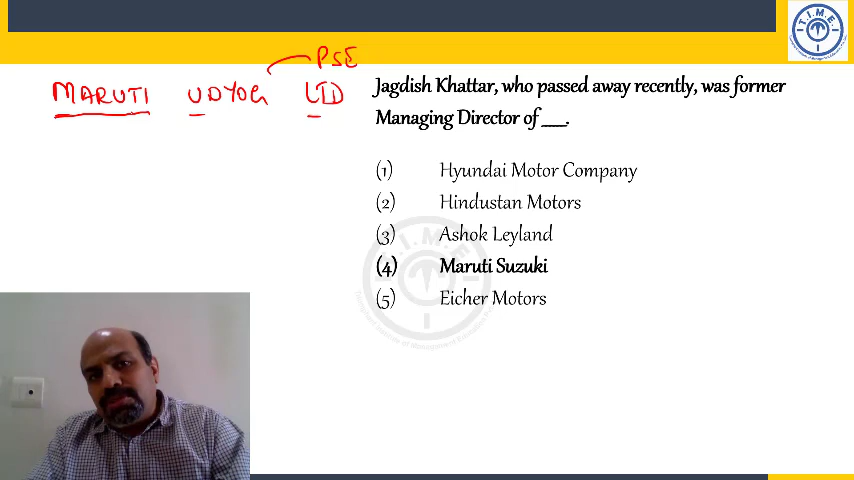 T.I.M.E.
PSE
MARUTI UDYOG LTD
Jagdish Khattar, who passed away recently, was former
Managing Director of ___.
(1) Hyundai Motor Company
(2) Hindustan Motors
(3) Ashok Leyland
(4) Maruti Suzuki
(5) Eicher Motors
T.I.M.E.